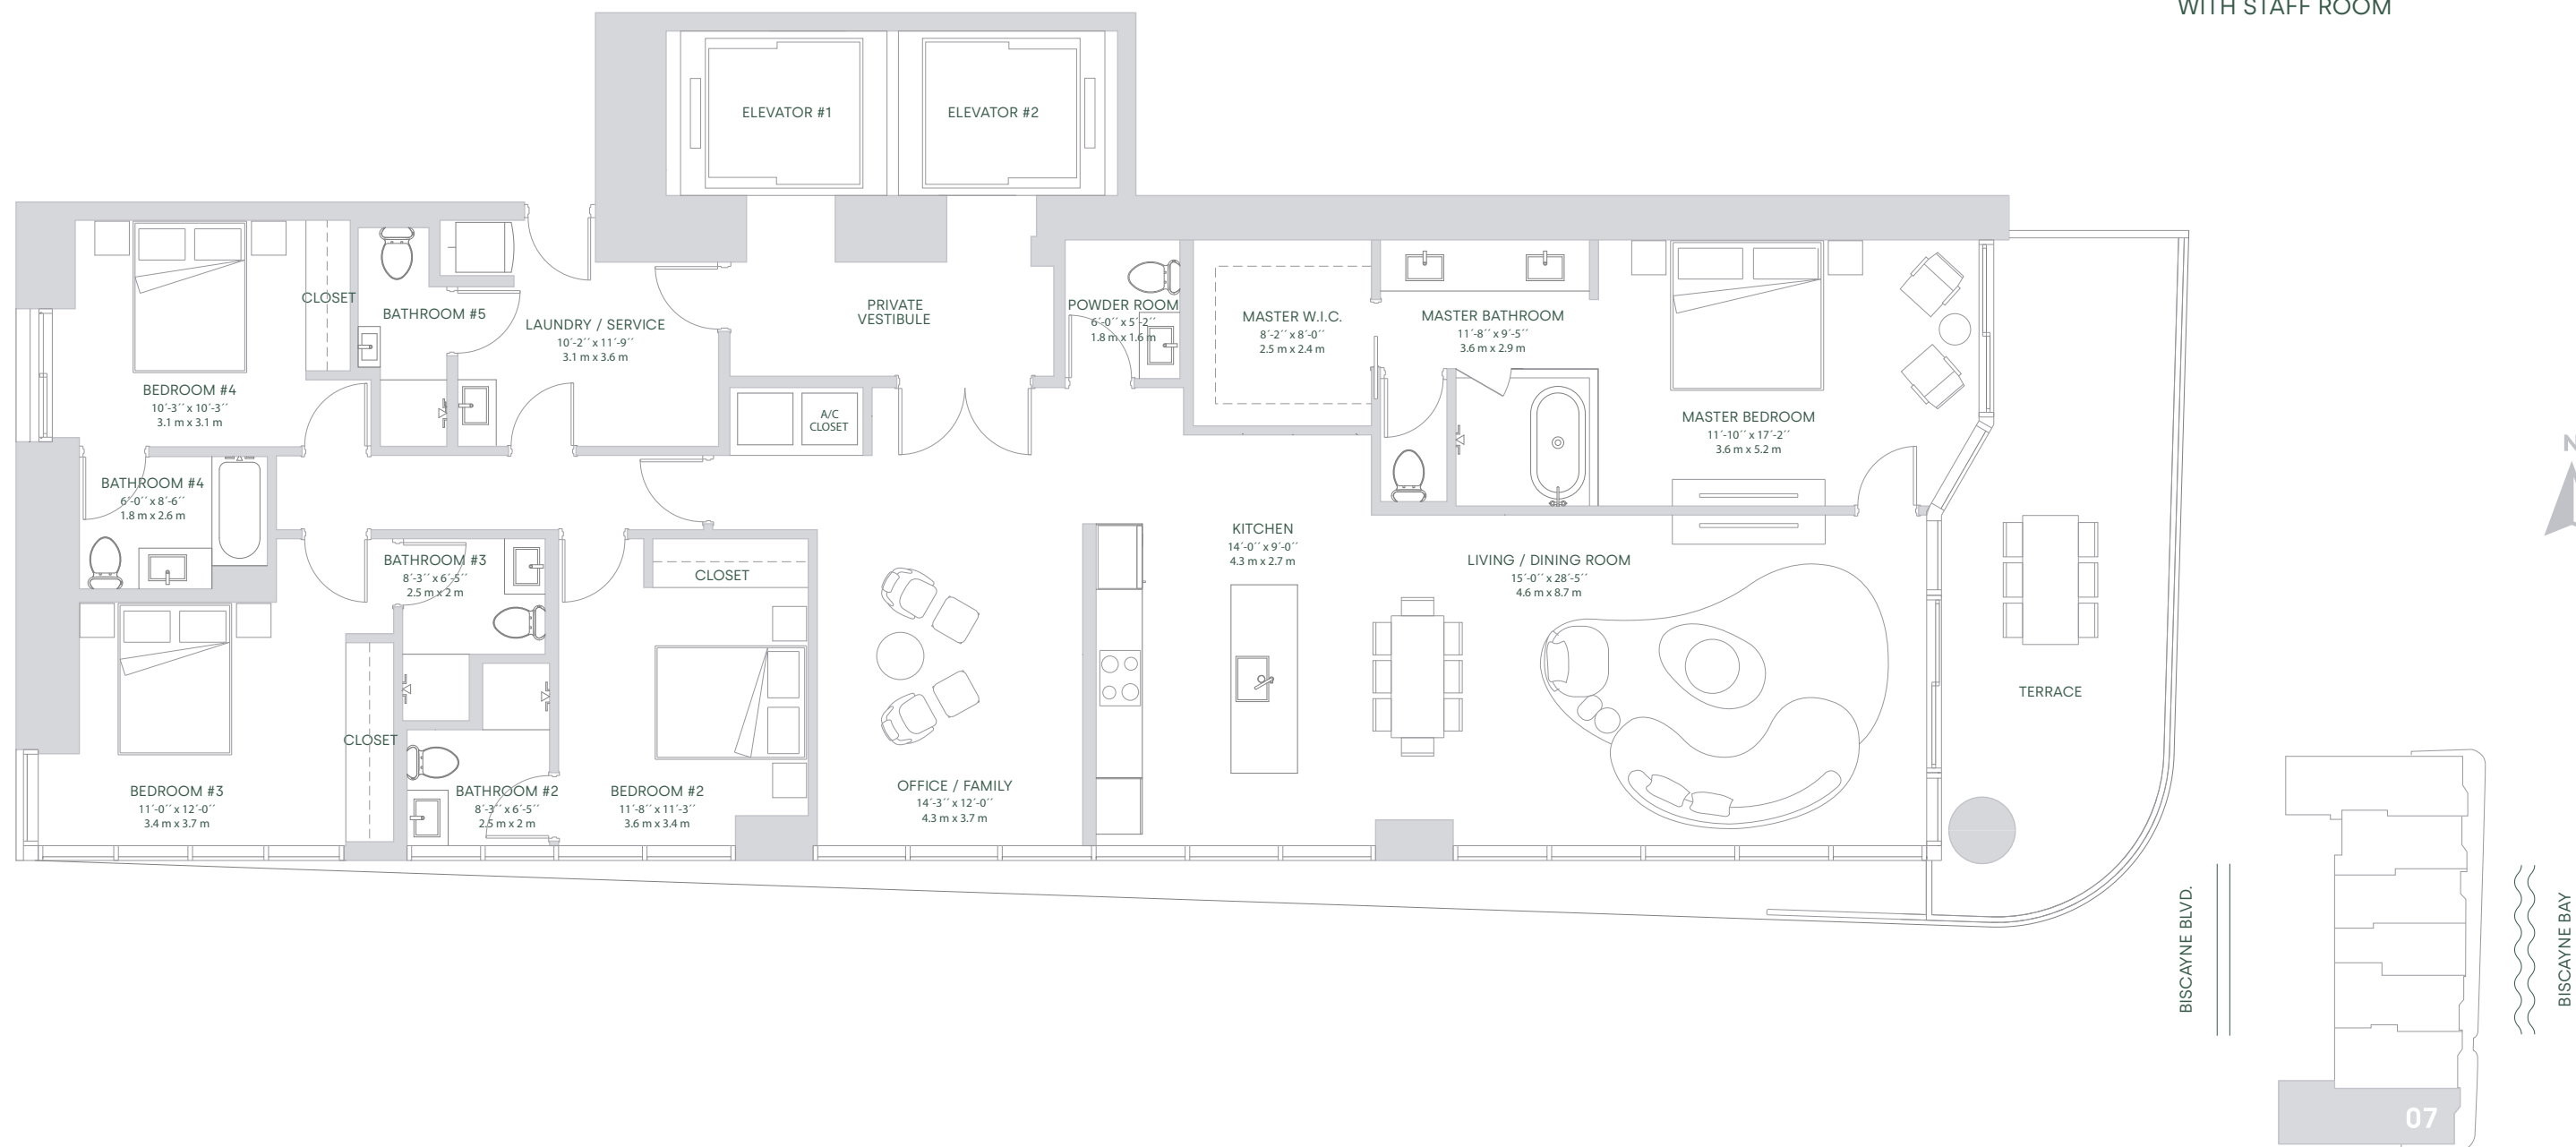 WITH STAFF ROOM
ELEVATOR #1
ELEVATOR #2
CLOSET
BATHROOM #5
LAUNDRY / SERVICE
10´-2´´ x 11´-9´´
3.1 m x 3.6 m
PRIVATE
VESTIBULE
POWDER ROOM
6´-0´´ x 5´-2´´
1.8 m x 1.6 m
MASTER W.I.C.
8´-2´´ x 8´-0´´
2.5 m x 2.4 m
MASTER BATHROOM
11´-8´´ x 9´-5´´
3.6 m x 2.9 m
BEDROOM #4
10´-3´´ x 10´-3´´
3.1 m x 3.1 m
A/C
CLOSET
MASTER BEDROOM
11´-10´´ x 17´-2´´
3.6 m x 5.2 m
N
BATHROOM #4
6´-0´´ x 8´-6´´
1.8 m x 2.6 m
BATHROOM #3
8´-3´´ x 6´-5´´
2.5 m x 2 m
CLOSET
KITCHEN
14´-0´´ x 9´-0´´
4.3 m x 2.7 m
LIVING / DINING ROOM
15´-0´´ x 28´-5´´
4.6 m x 8.7 m
TERRACE
CLOSET
BEDROOM #3
11´-0´´ x 12´-0´´
3.4 m x 3.7 m
BATHROOM #2
8´-3´´ x 6´-5´´
2.5 m x 2 m
BEDROOM #2
11´-8´´ x 11´-3´´
3.6 m x 3.4 m
OFFICE / FAMILY
14´-3´´ x 12´-0´´
4.3 m x 3.7 m
BISCAYNE BLVD.
BISCAYNE BAY
07